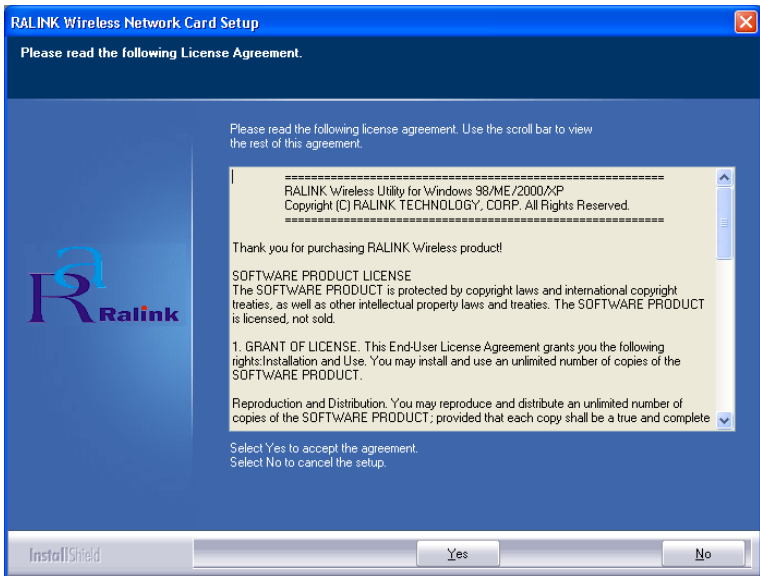 RALINK Wireless Network Card Setup
Please read the following License Agreement.
Please read the following license agreement. Use the scroll bar to view
the rest of this agreement.
==========================================================
RALINK Wireless Utility for Windows 98/ME/2000/XP
Copyright (C) RALINK TECHNOLOGY, CORP. All Rights Reserved.
==========================================================
Thank you for purchasing RALINK Wireless product!
SOFTWARE PRODUCT LICENSE
The SOFTWARE PRODUCT is protected by copyright laws and international copyright
treaties, as well as other intellectual property laws and treaties. The SOFTWARE PRODUCT
is licensed, not sold.
1. GRANT OF LICENSE. This End-User License Agreement grants you the following
rights:Installation and Use. You may install and use an unlimited number of copies of the
SOFTWARE PRODUCT.
Reproduction and Distribution. You may reproduce and distribute an unlimited number of
copies of the SOFTWARE PRODUCT; provided that each copy shall be a true and complete
Ra
Ralink
Select Yes to accept the agreement.
Select No to cancel the setup.
InstallShield
Yes
No